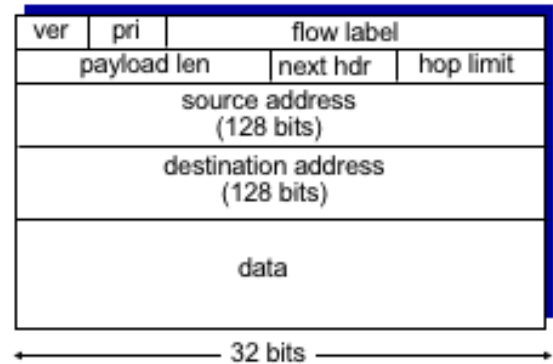 ver pri flow label
payload len next hdr hop limit
source address
(128 bits)
destination address
(128 bits)
data
32 bits